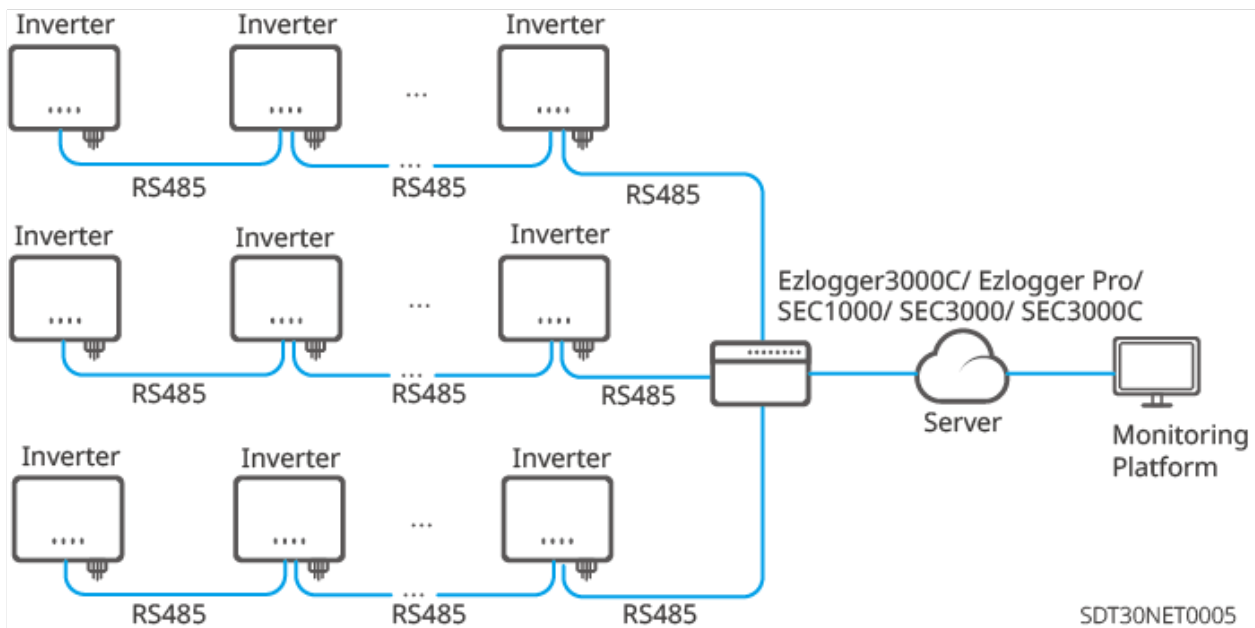 Inverter Inverter Inverter
...
...
RS485 RS485 RS485
Inverter Inverter Inverter
...
...
RS485 RS485 RS485
Ezlogger3000C/ Ezlogger Pro/
SEC1000/ SEC3000/ SEC3000C
Server
Monitoring
Platform
Inverter Inverter Inverter
...
...
RS485 RS485 RS485
SDT30NET0005